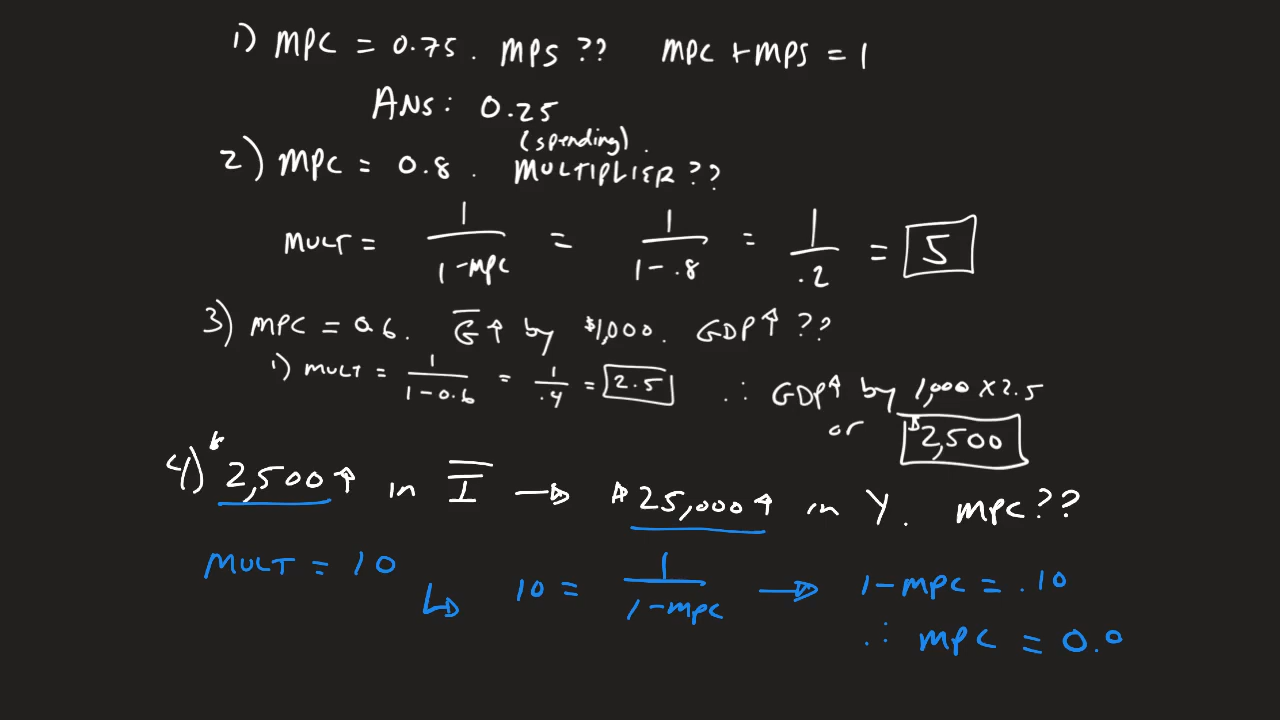 1) MPC = 0.75. MPS ?? MPC + MPS = 1
ANS: 0.25
(spending)
2) MPC = 0.8. MULTIPLIER ??
MULT = 1/(1-MPC) = 1/(1-.8) = 1/.2 = 5
3) MPC = 0.6. G̅ ↑ by $1,000. GDP↑ ??
1) MULT = 1/(1-0.6) = 1/.4 = 2.5 ∴ GDP↑ by 1,000 × 2.5
or $2,500
4) $2,500↑ in I̅ → $25,000↑ in Y. MPC??
MULT = 10 ↳ 10 = 1/(1-MPC) → 1-MPC = .10
∴ MPC = 0.0